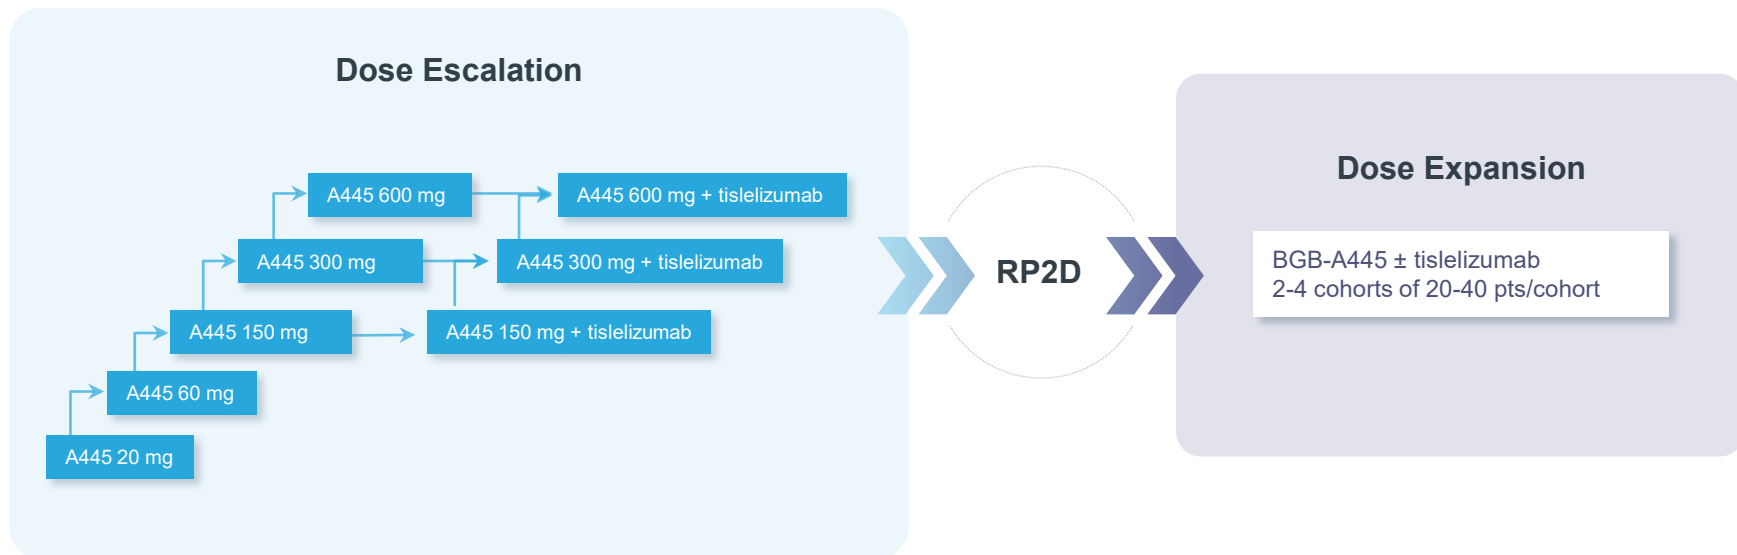 Dose Escalation
A445 600 mg
A445 600 mg + tislelizumab
A445 300 mg
A445 300 mg + tislelizumab
A445 150 mg
A445 150 mg + tislelizumab
A445 60 mg
A445 20 mg
RP2D
Dose Expansion
BGB-A445 ± tislelizumab
2-4 cohorts of 20-40 pts/cohort